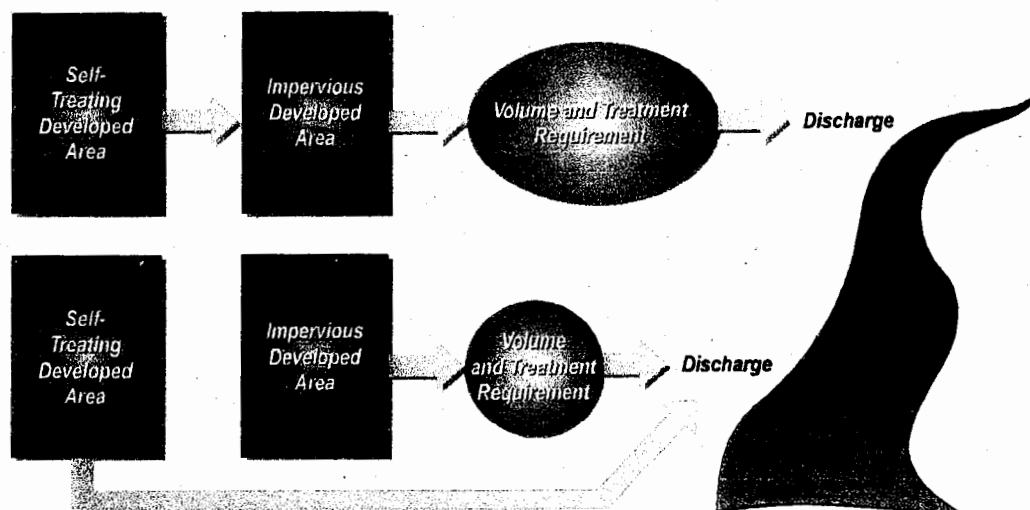 Self-
Treating
Developed
Area
Impervious
Developed
Area
Volume and Treatment
Requirement
Discharge
Self-
Treating
Developed
Area
Impervious
Developed
Area
Volume
and Treatment
Requirement
Discharge